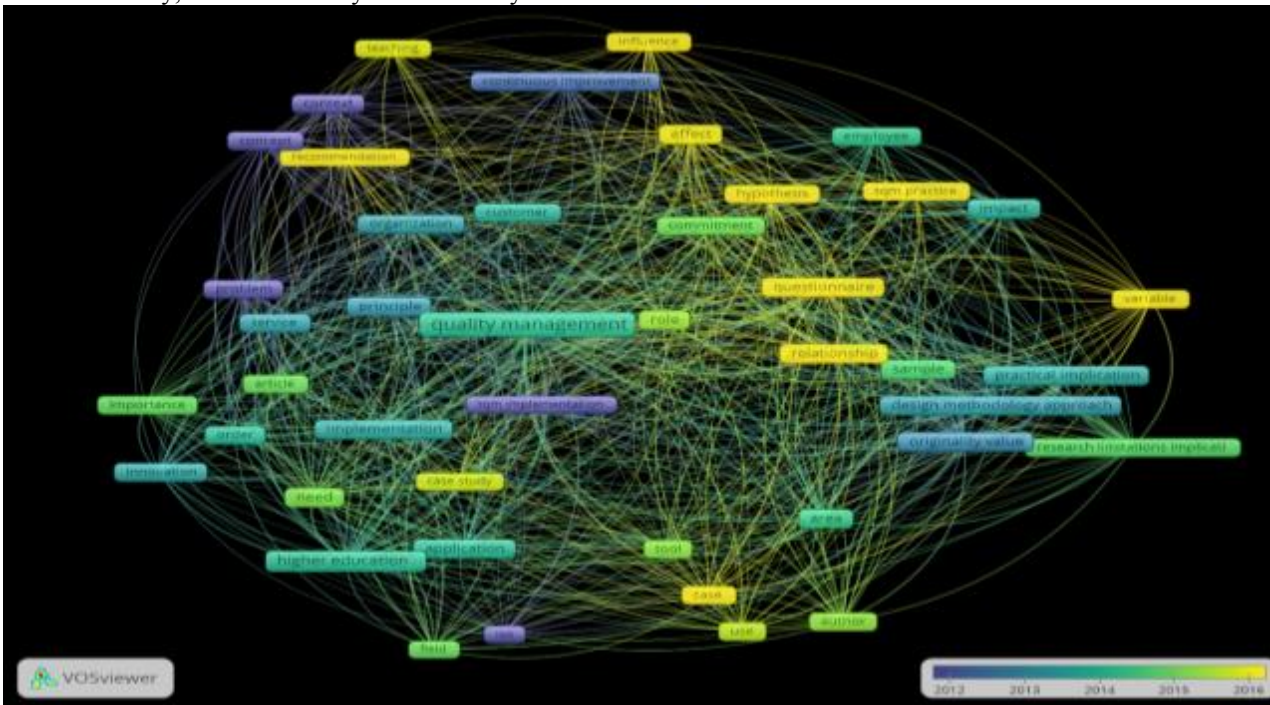 teaching
influence
continuous improvement
context
concept
recommendation
effect
employee
hypothesis
tqm practice
impact
customer
organization
commitment
problem
questionnaire
variable
principle
service
quality management
role
relationship
sample
practical implication
article
importance
tqm implementation
design methodology approach
order
implementation
originality value
research limitations implicati
innovation
case study
need
area
application
tool
higher education
case
use
author
field
VOSviewer
2012 2013 2014 2015 2016